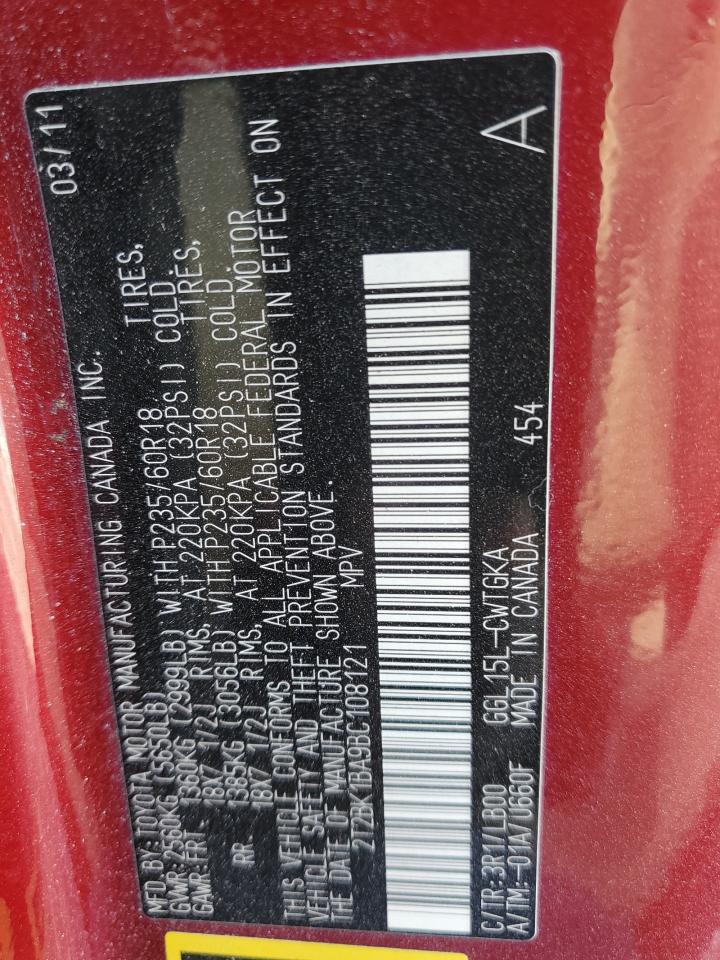 MFD. BY: TOYOTA MOTOR MANUFACTURING CANADA INC. 03/11
GVWR: 2560KG (5650LB)
GAWR: FRT. 1360KG (2999LB) WITH P235/60R18 TIRES,
18X7 1/2J RIMS, AT 220KPA (32PSI) COLD.
RR. 1385KG (3056LB) WITH P235/60R18 TIRES,
18X7 1/2J RIMS, AT 220KPA (32PSI) COLD.
THIS VEHICLE CONFORMS TO ALL APPLICABLE FEDERAL MOTOR
VEHICLE SAFETY AND THEFT PREVENTION STANDARDS IN EFFECT ON
THE DATE OF MANUFACTURE SHOWN ABOVE.
2T2BK1BA9BC108121 MPV
A
C/TR: 3R1/LB00 GGL15L-CWTGKA 454
A/TM: -01A/U660F MADE IN CANADA